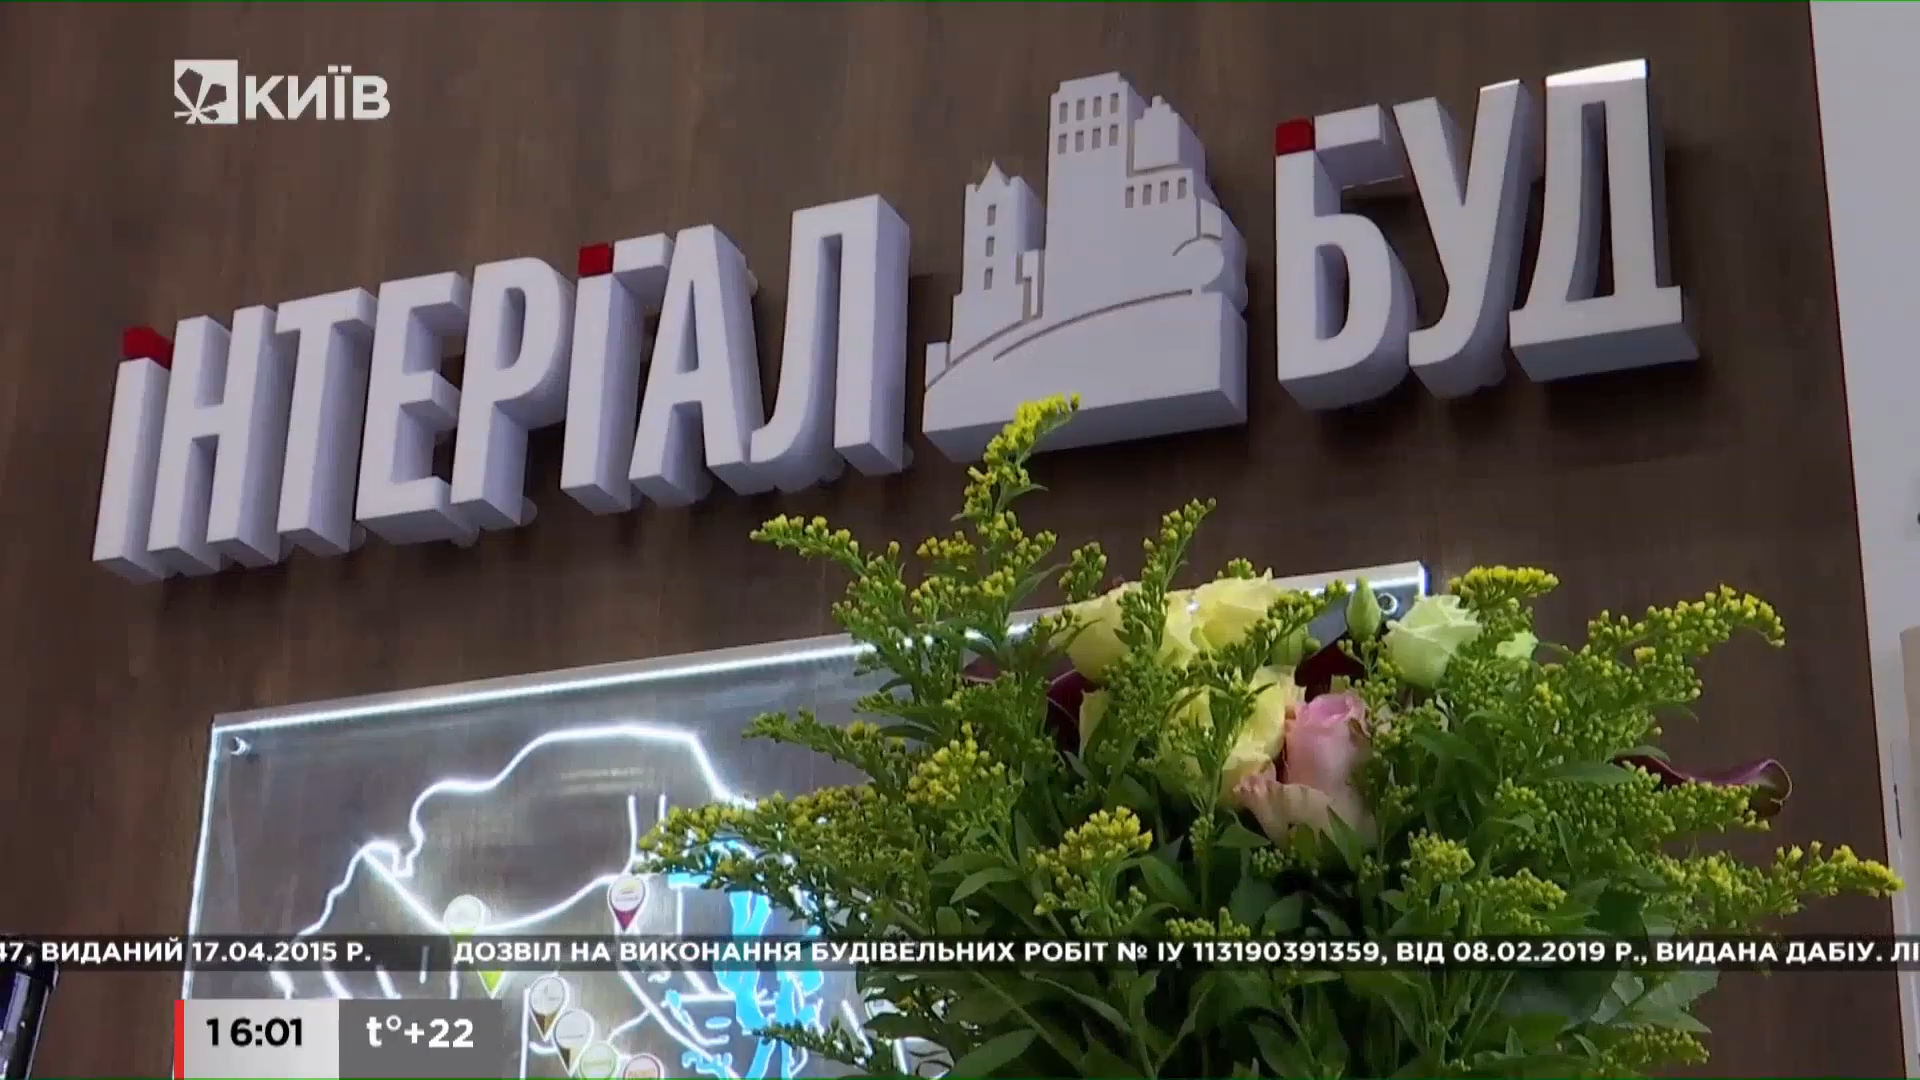 КИЇВ
ІНТЕРГАЛ БУД
47, ВИДАНИЙ 17.04.2015 Р. ДОЗВІЛ НА ВИКОНАННЯ БУДІВЕЛЬНИХ РОБІТ № ІУ 113190391359, ВІД 08.02.2019 Р., ВИДАНА ДАБІУ. ЛІ
16:01 t°+22